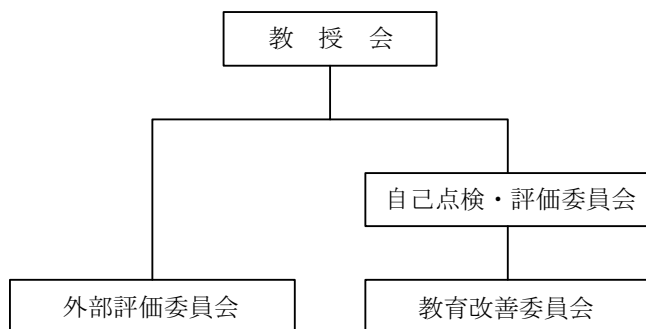 教　授　会
自己点検・評価委員会
外部評価委員会
教育改善委員会